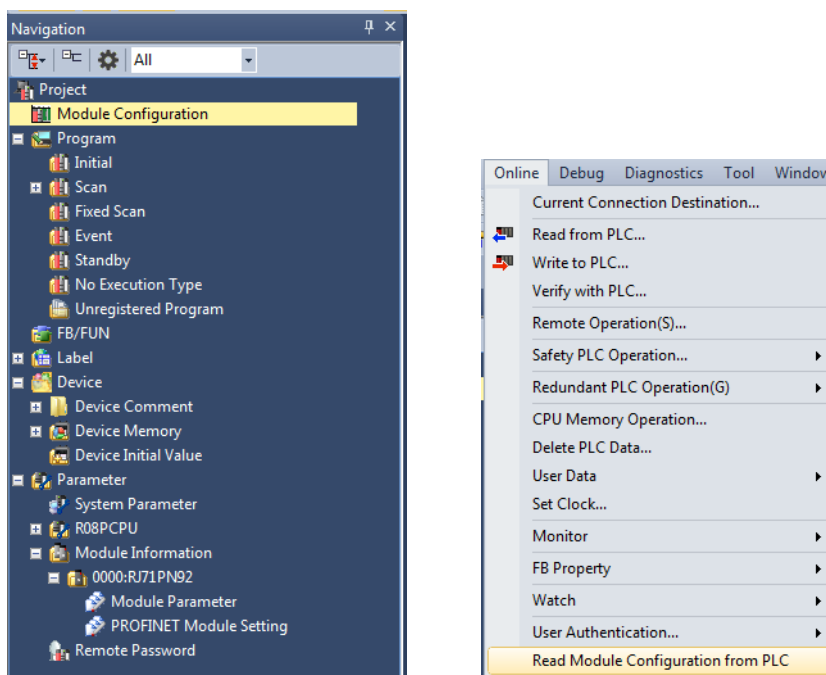 Navigation
All
Project
Module Configuration
Program
Initial
Scan
Fixed Scan
Event
Standby
No Execution Type
Unregistered Program
FB/FUN
Label
Device
Device Comment
Device Memory
Device Initial Value
Parameter
System Parameter
R08PCPU
Module Information
0000:RJ71PN92
Module Parameter
PROFINET Module Setting
Remote Password
Online Debug Diagnostics Tool Window
Current Connection Destination...
Read from PLC...
Write to PLC...
Verify with PLC...
Remote Operation(S)...
Safety PLC Operation...
Redundant PLC Operation(G)
CPU Memory Operation...
Delete PLC Data...
User Data
Set Clock...
Monitor
FB Property
Watch
User Authentication...
Read Module Configuration from PLC